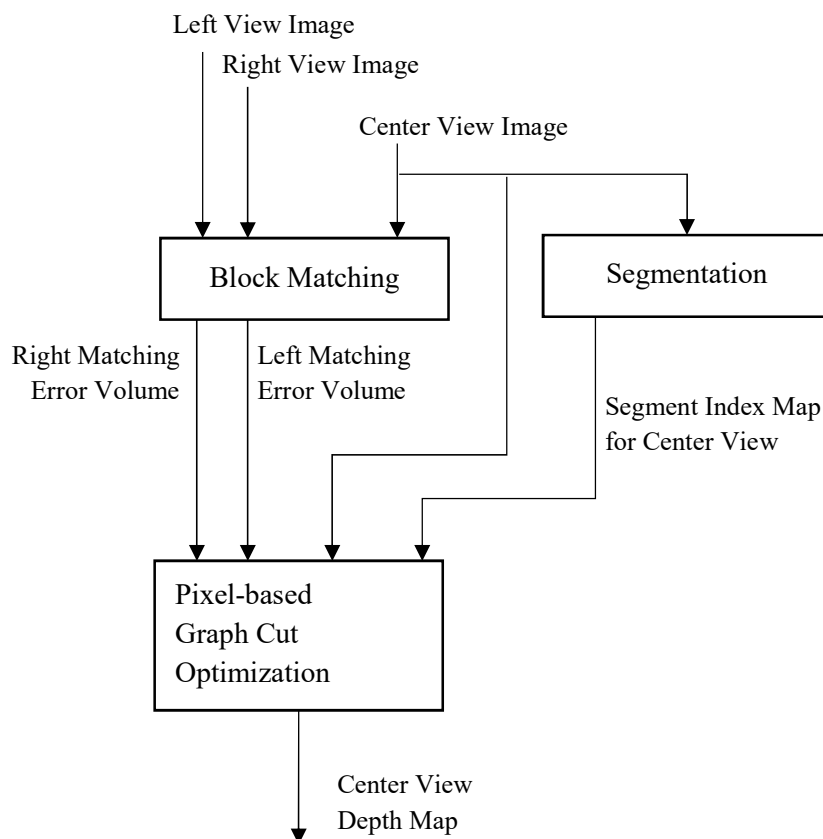 Left View Image
Right View Image
Center View Image
Block Matching
Segmentation
Right Matching
Error Volume
Left Matching
Error Volume
Segment Index Map
for Center View
Pixel-based
Graph Cut
Optimization
Center View
Depth Map